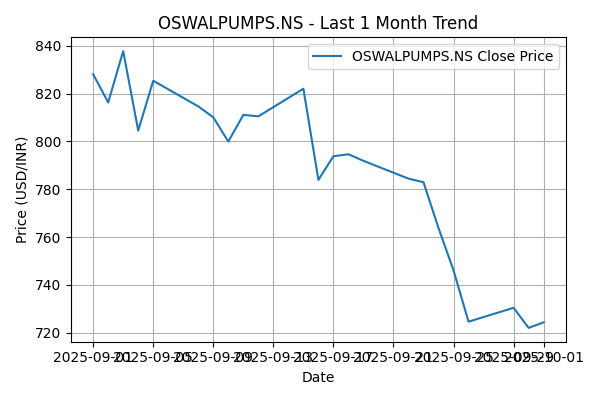 OSWALPUMPS.NS - Last 1 Month Trend
OSWALPUMPS.NS Close Price
Price (USD/INR)
840
820
800
780
760
740
720
2025-09-01 2025-09-05 2025-09-09 2025-09-13 2025-09-17 2025-09-21 2025-09-25 2025-09-29 2025-10-01
Date